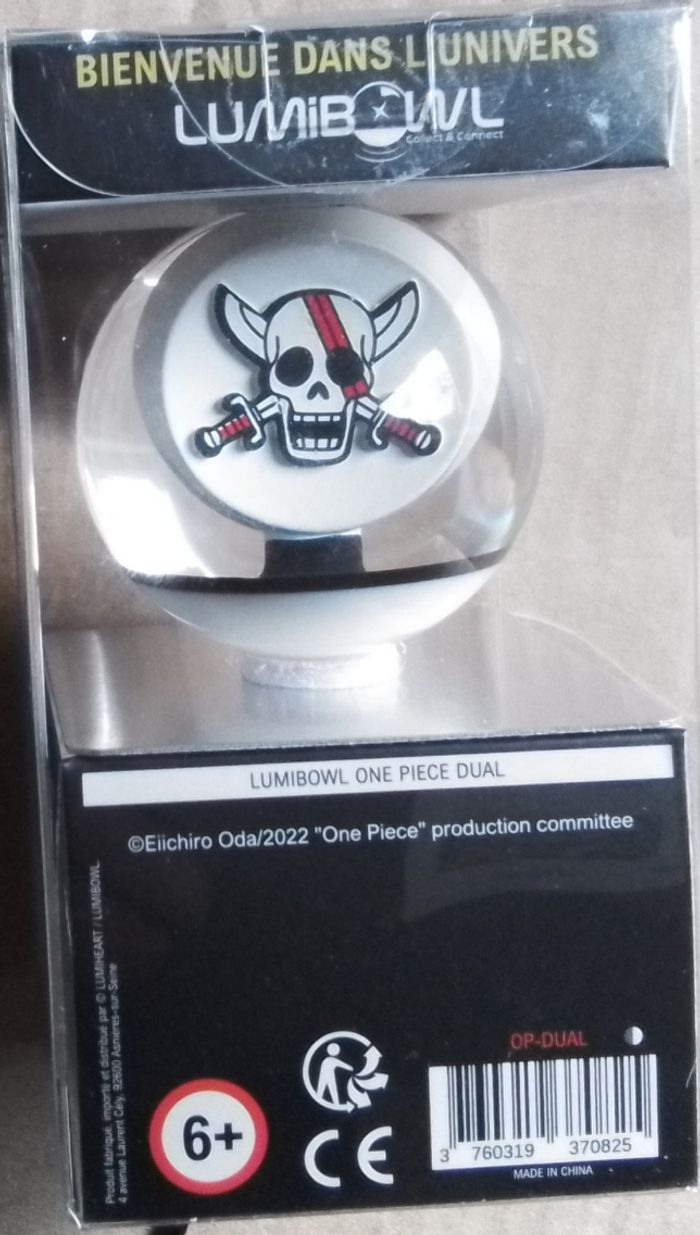 BIENVENUE DANS L'UNIVERS
LUMiBOWL
Collect & Connect
LUMIBOWL ONE PIECE DUAL
©Eiichiro Oda/2022 "One Piece" production committee
Produit fabriqué, importé et distribué par © LUMIHEART / LUMIBOWL
4 avenue Laurent Cely, 92600 Asnières-sur-Seine
6+
CE
OP-DUAL
3 760319 370825
MADE IN CHINA